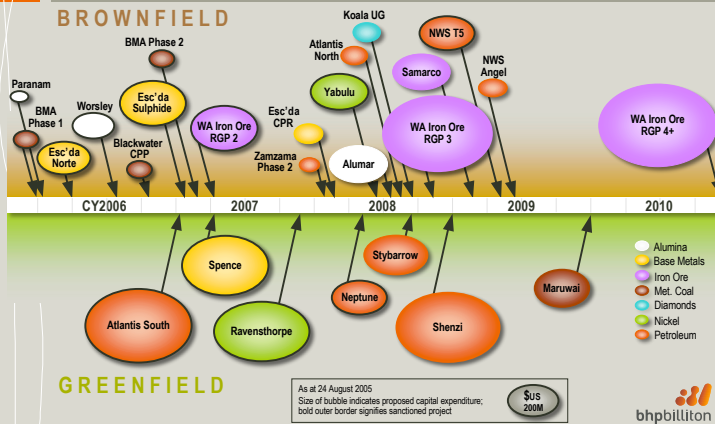 BROWNFIELD
Koala UG
BMA Phase 2
Atlantis
North
NWS T5
NWS
Angel
Samarco
Paranam
BMA
Phase 1
Worsley
Esc'da
Sulphide
Yabulu
WA Iron Ore
RGP 2
Esc'da
CPR
WA Iron Ore
RGP 3
WA Iron Ore
RGP 4+
Esc'da
Norte
Blackwater
CPP
Zamzama
Phase 2
Alumar
CY2006
2007
2008
2009
2010
Spence
Stybarrow
Maruwai
Neptune
Atlantis South
Ravensthorpe
Shenzi
Alumina
Base Metals
Iron Ore
Met. Coal
Diamonds
Nickel
Petroleum
GREENFIELD
As at 24 August 2005
Size of bubble indicates proposed capital expenditure;
bold outer border signifies sanctioned project
$US
200M
bhpbilliton